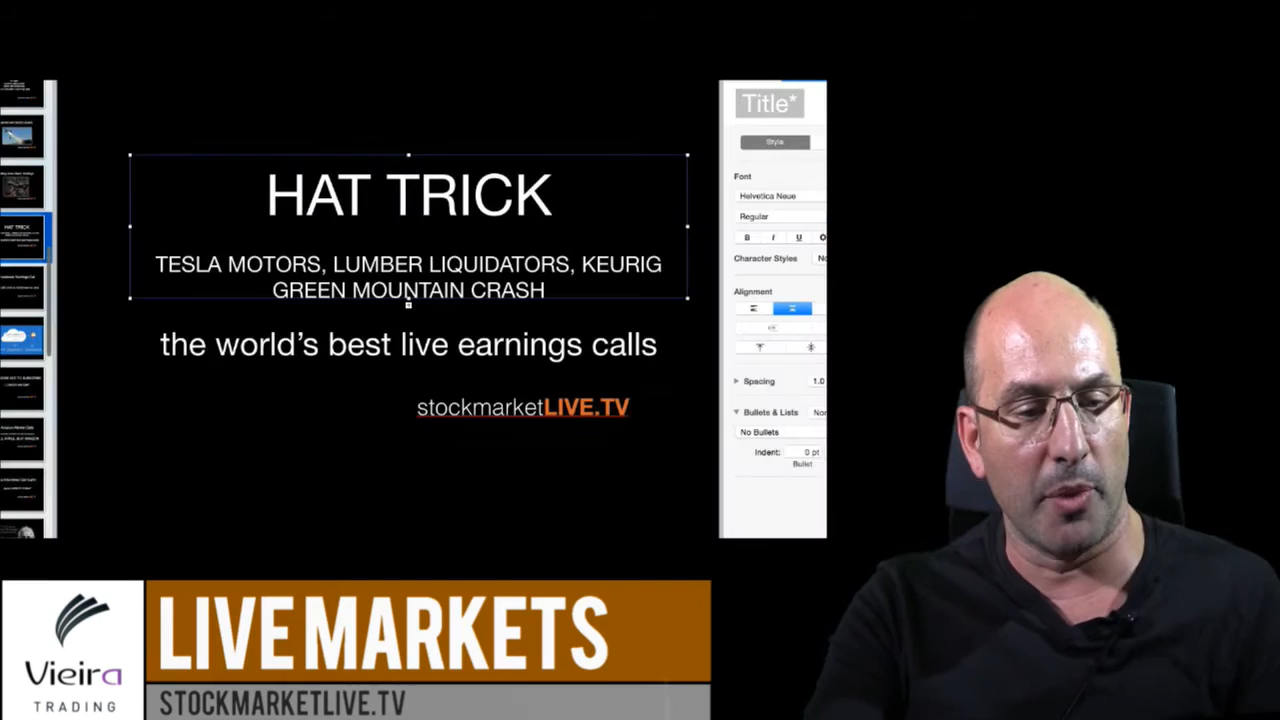 Title*
Style
HAT TRICK
Font
Helvetica Neue
Regular
B I U
TESLA MOTORS, LUMBER LIQUIDATORS, KEURIG
GREEN MOUNTAIN CRASH
Character Styles
Alignment
the world's best live earnings calls
Spacing 1.0
stockmarketLIVE.TV
Bullets & Lists
No Bullets
Indent: 0 pt
Bullet
HAT TRICK
LIVE MARKETS
Vieira
TRADING
STOCKMARKETLIVE.TV